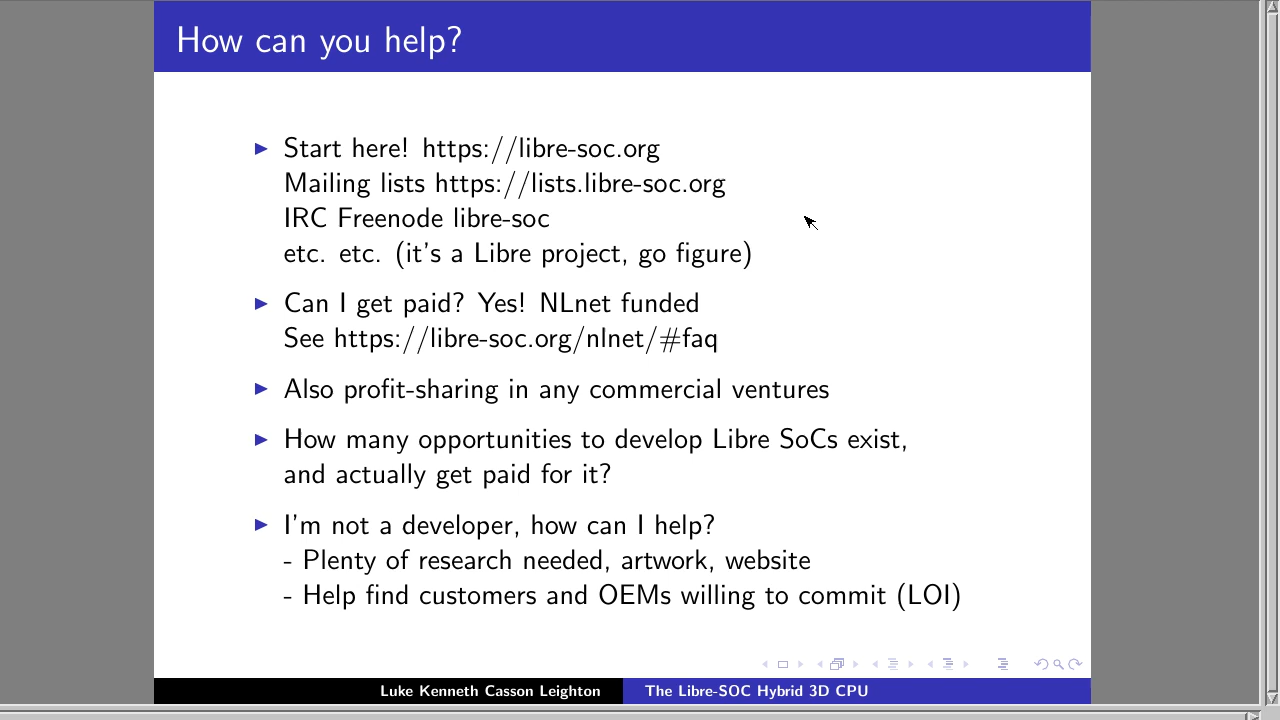 How can you help?
Start here! https://libre-soc.org
Mailing lists https://lists.libre-soc.org
IRC Freenode libre-soc
etc. etc. (it's a Libre project, go figure)
Can I get paid? Yes! NLnet funded
See https://libre-soc.org/nlnet/#faq
Also profit-sharing in any commercial ventures
How many opportunities to develop Libre SoCs exist,
and actually get paid for it?
I'm not a developer, how can I help?
- Plenty of research needed, artwork, website
- Help find customers and OEMs willing to commit (LOI)
Luke Kenneth Casson Leighton
The Libre-SOC Hybrid 3D CPU